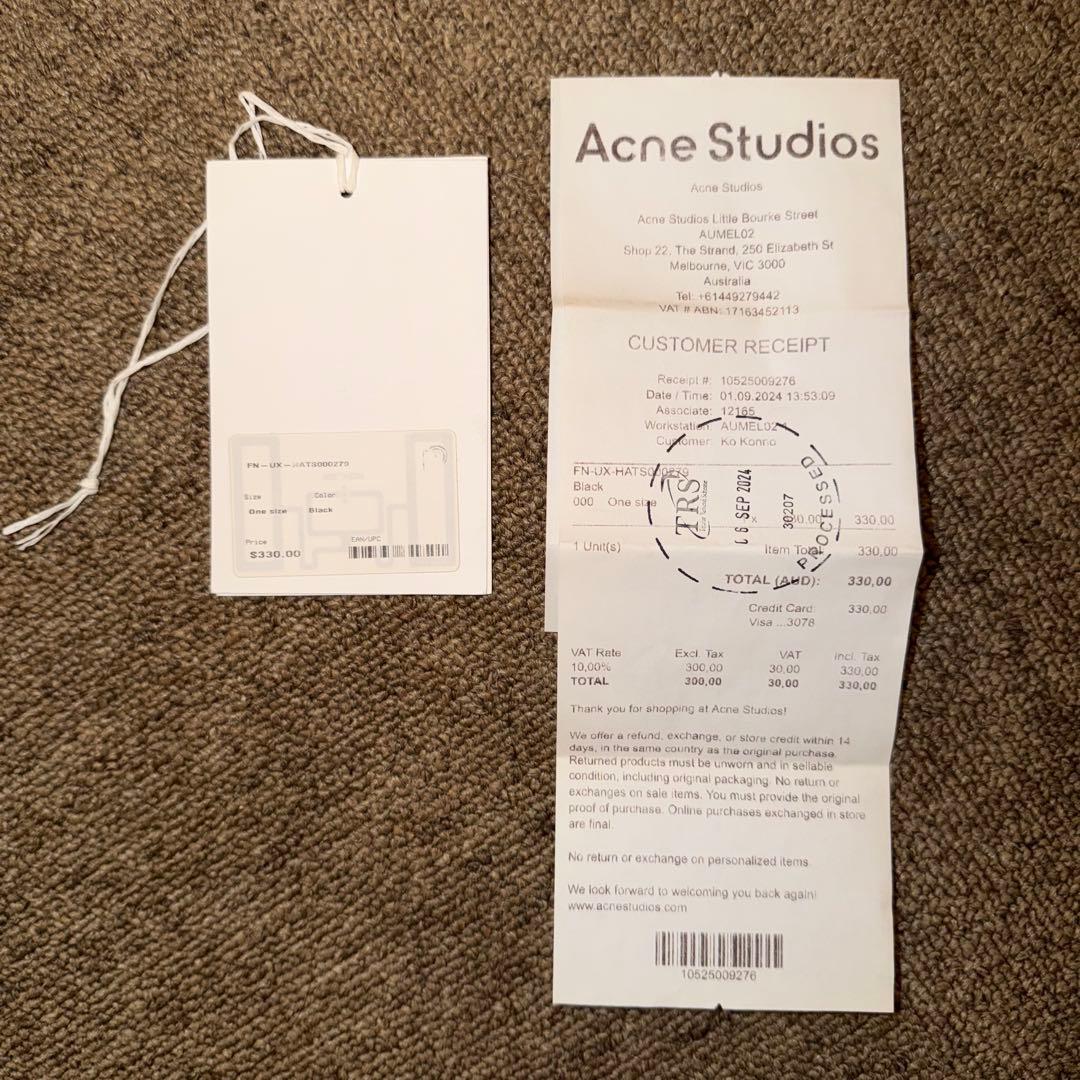 FN-UX-HATS000279
Size Color
One size Black
Price EAN/UPC
$330.00
Acne Studios
Acne Studios
Acne Studios Little Bourke Street
AUMEL02
Shop 22, The Strand, 250 Elizabeth St
Melbourne, VIC 3000
Australia
Tel: +61449279442
VAT # ABN: 17163452113
CUSTOMER RECEIPT
Receipt #: 10525009276
Date / Time: 01.09.2024 13:53:09
Associate: 12165
Workstation: AUMEL02
Customer: Ko Konno
FN-UX-HATS000279
Black
000 One size
x 330,00 330,00
1 Unit(s) Item Total 330,00
TOTAL (AUD): 330,00
Credit Card: 330,00
Visa ...3078
TRS
Tourist Refund Scheme
06 SEP 2024
30207
PROCESSED
VAT Rate Excl. Tax VAT Incl. Tax
10,00% 300,00 30,00 330,00
TOTAL 300,00 30,00 330,00
Thank you for shopping at Acne Studios!
We offer a refund, exchange, or store credit within 14
days, in the same country as the original purchase.
Returned products must be unworn and in sellable
condition, including original packaging. No return or
exchanges on sale items. You must provide the original
proof of purchase. Online purchases exchanged in store
are final.
No return or exchange on personalized items.
We look forward to welcoming you back again!
www.acnestudios.com
10525009276